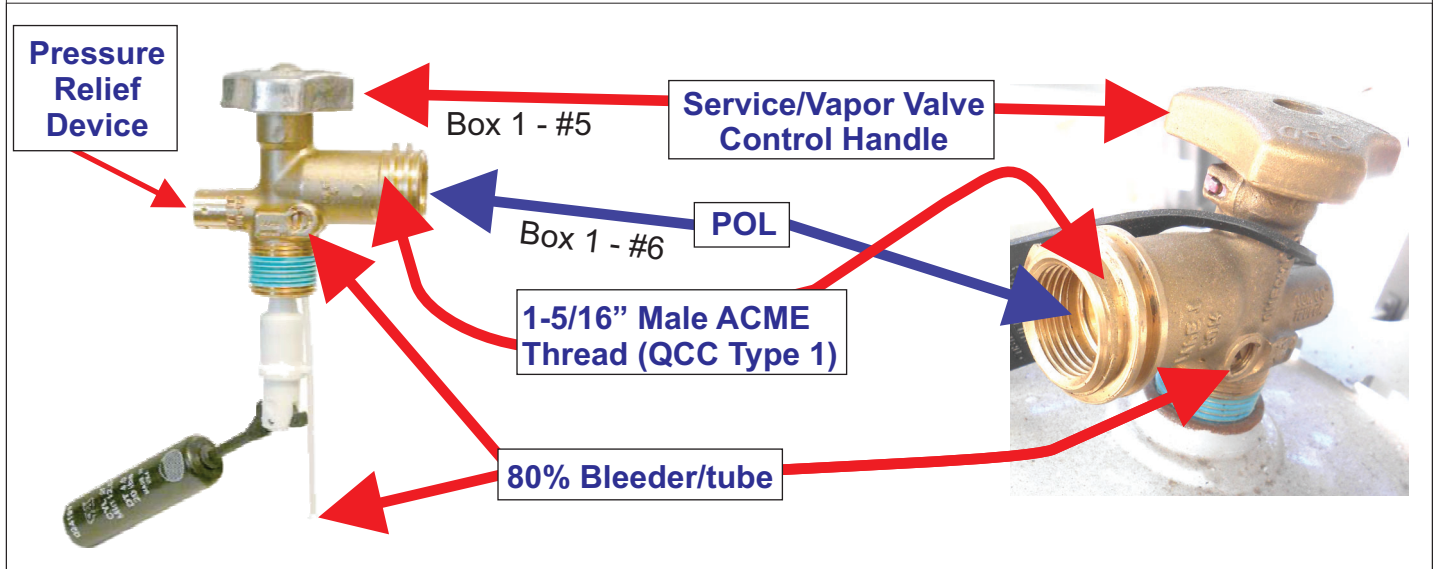 Pressure
Relief
Device
Box 1 - #5
Service/Vapor Valve
Control Handle
Box 1 - #6
POL
1-5/16” Male ACME
Thread (QCC Type 1)
80% Bleeder/tube